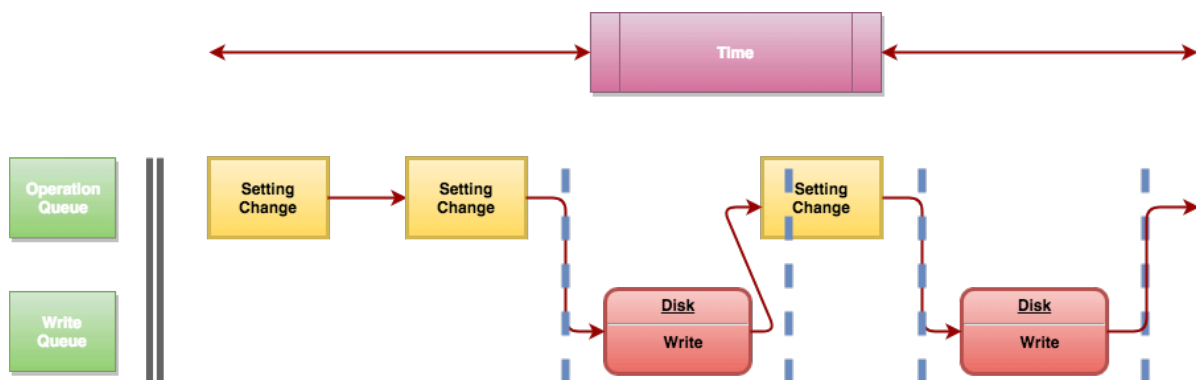 Time
Operation
Queue
Setting
Change
Setting
Change
Setting
Change
Write
Queue
Disk
Write
Disk
Write